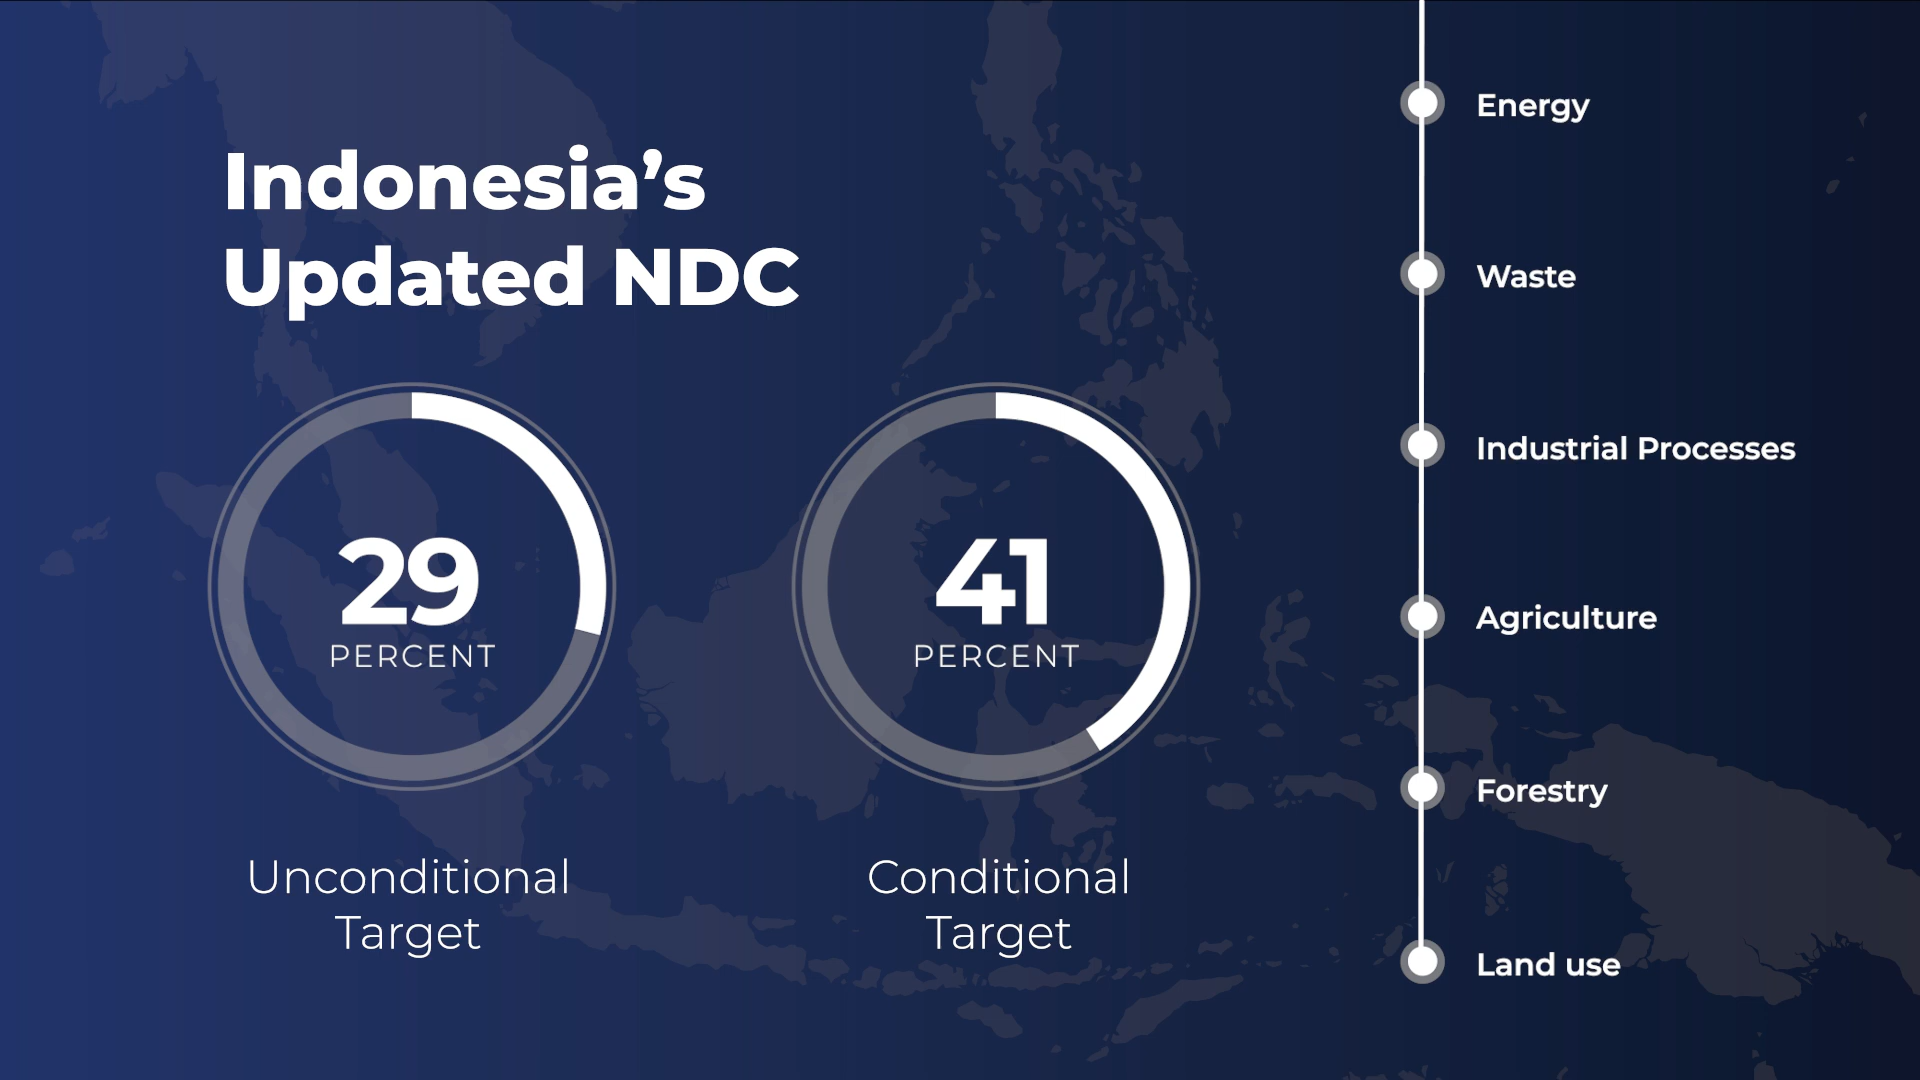 Indonesia’s
Updated NDC
29
PERCENT
Unconditional
Target
41
PERCENT
Conditional
Target
Energy
Waste
Industrial Processes
Agriculture
Forestry
Land use